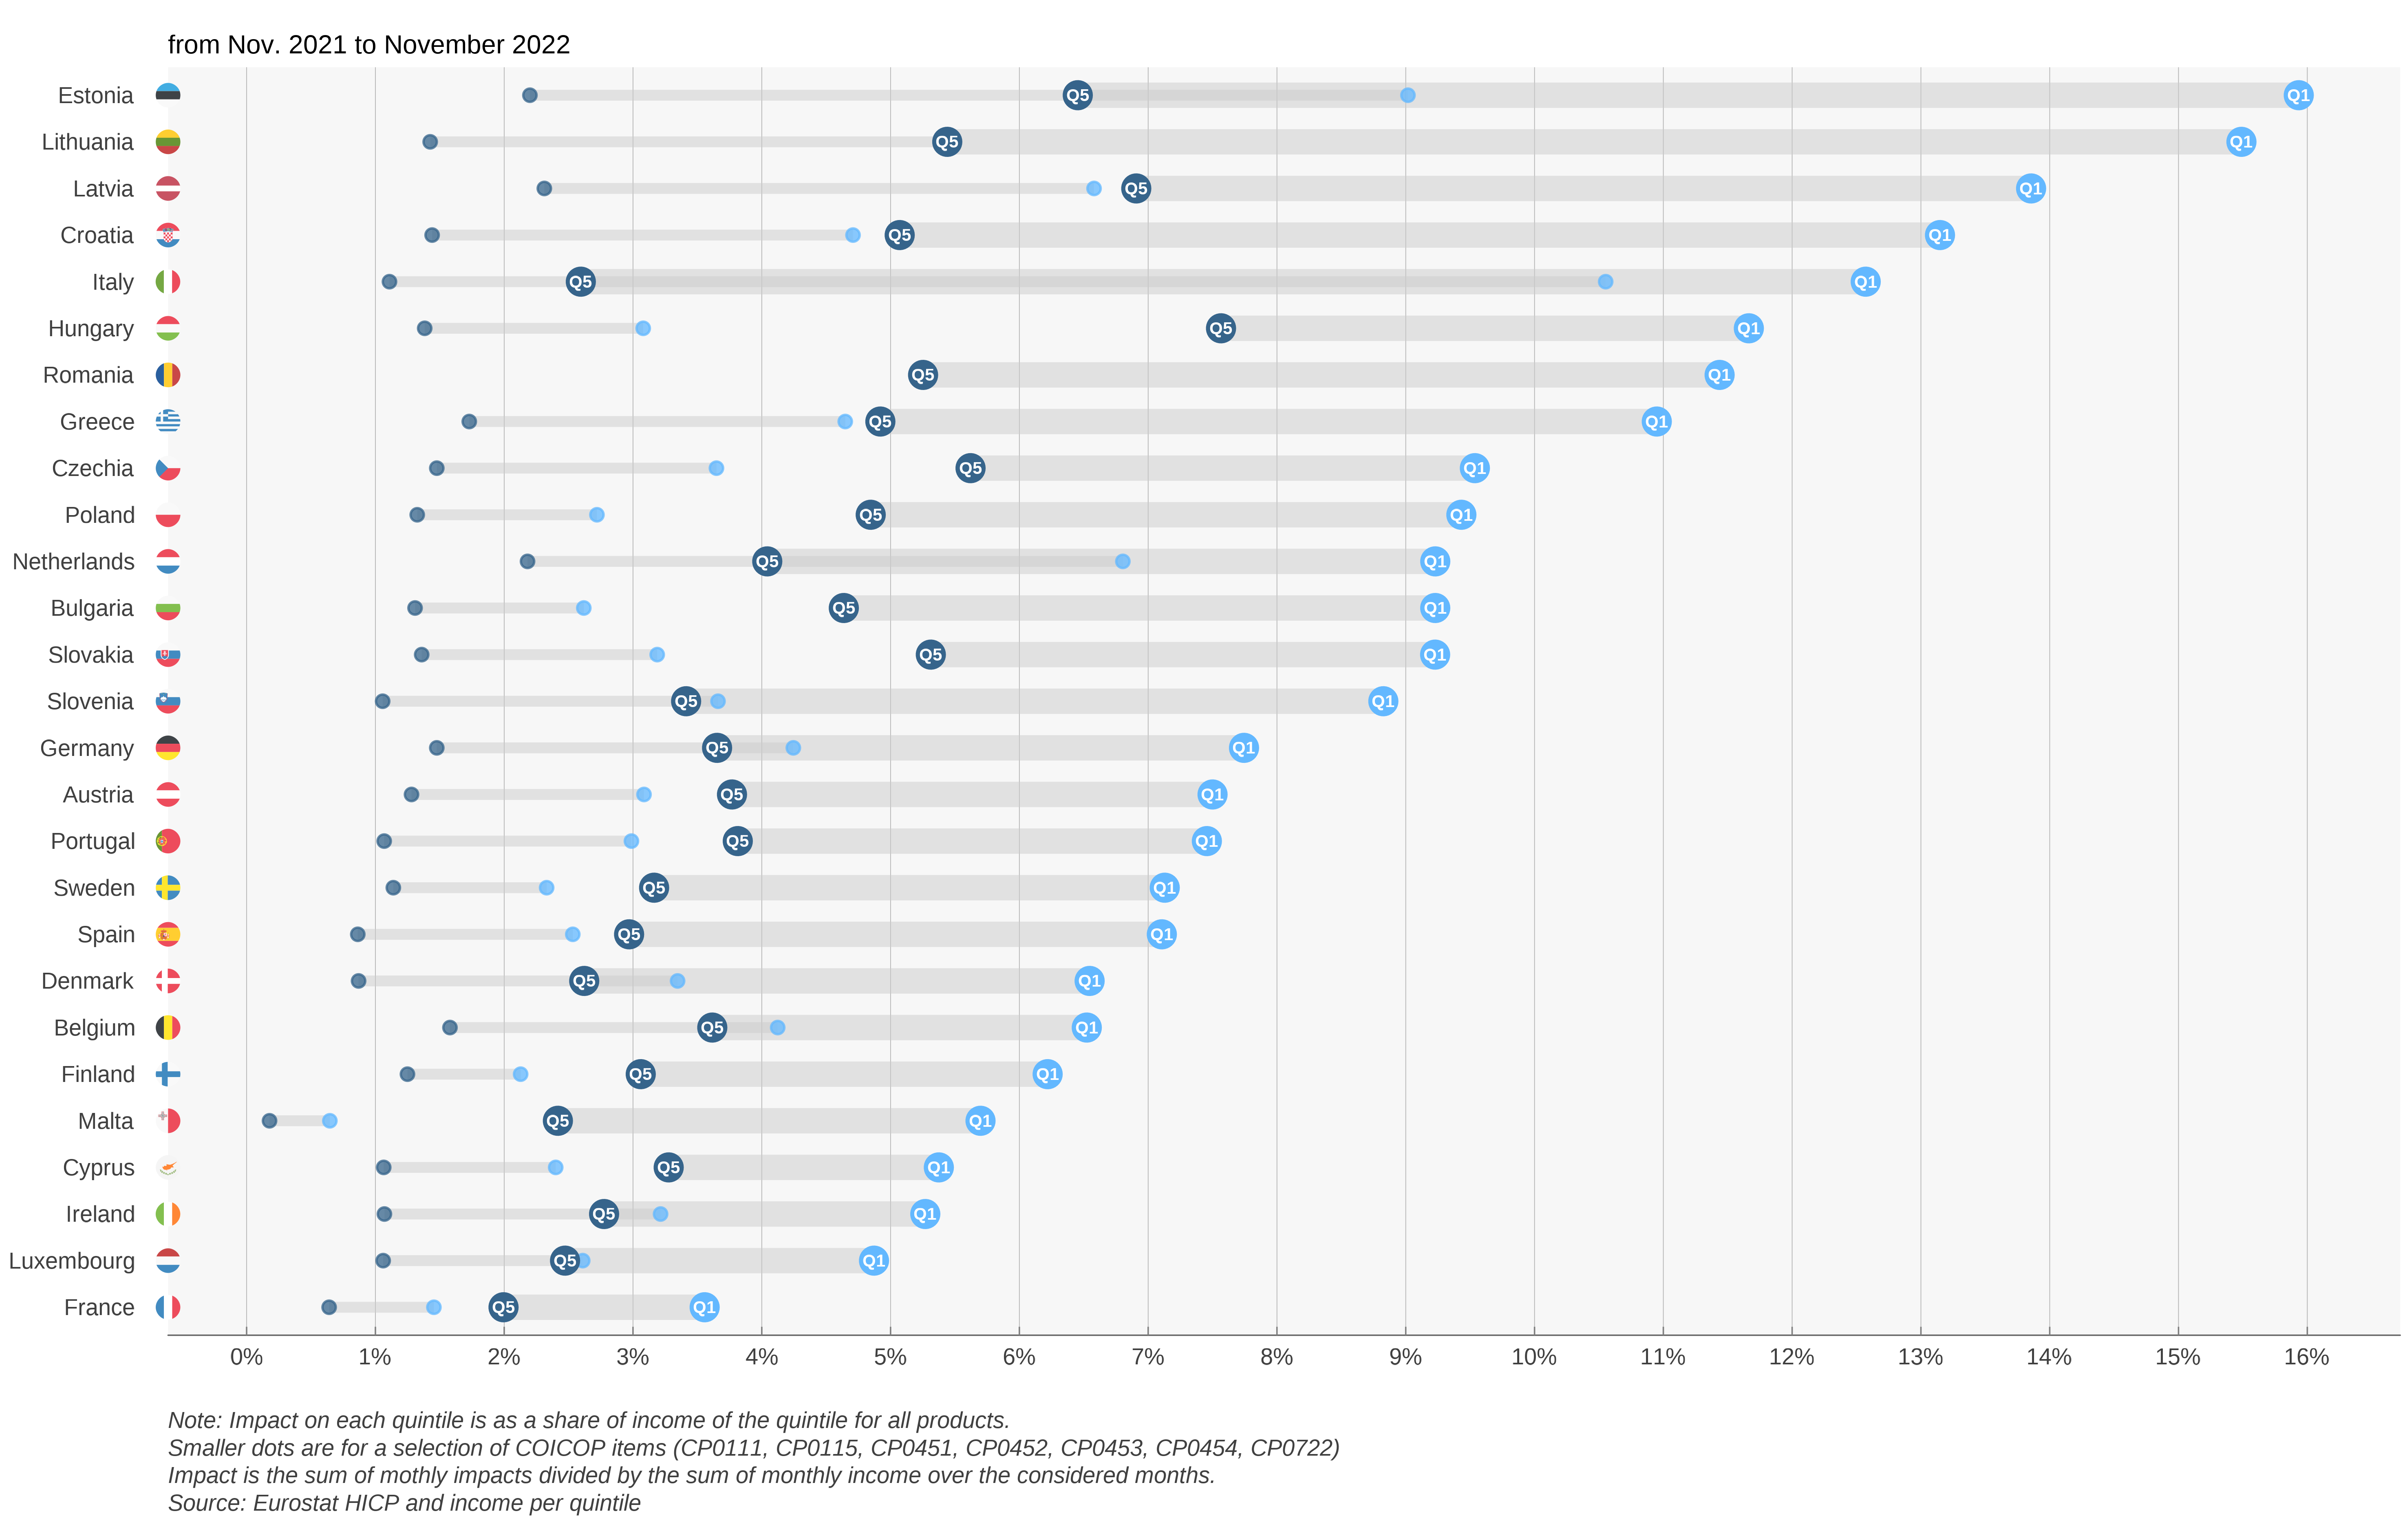 from Nov. 2021 to November 2022
Estonia Q5 Q1
Lithuania Q5 Q1
Latvia Q5 Q1
Croatia Q5 Q1
Italy Q5 Q1
Hungary Q5 Q1
Romania Q5 Q1
Greece Q5 Q1
Czechia Q5 Q1
Poland Q5 Q1
Netherlands Q5 Q1
Bulgaria Q5 Q1
Slovakia Q5 Q1
Slovenia Q5 Q1
Germany Q5 Q1
Austria Q5 Q1
Portugal Q5 Q1
Sweden Q5 Q1
Spain Q5 Q1
Denmark Q5 Q1
Belgium Q5 Q1
Finland Q5 Q1
Malta Q5 Q1
Cyprus Q5 Q1
Ireland Q5 Q1
Luxembourg Q5 Q1
France Q5 Q1
0% 1% 2% 3% 4% 5% 6% 7% 8% 9% 10% 11% 12% 13% 14% 15% 16%
Note: Impact on each quintile is as a share of income of the quintile for all products.
Smaller dots are for a selection of COICOP items (CP0111, CP0115, CP0451, CP0452, CP0453, CP0454, CP0722)
Impact is the sum of mothly impacts divided by the sum of monthly income over the considered months.
Source: Eurostat HICP and income per quintile